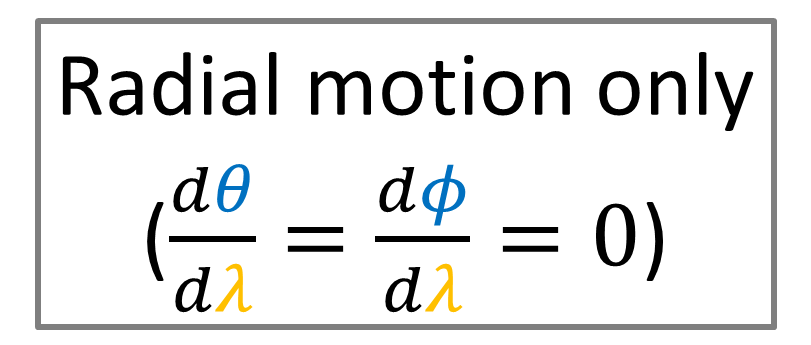 Radial motion only
(dθ/dλ = dϕ/dλ = 0)